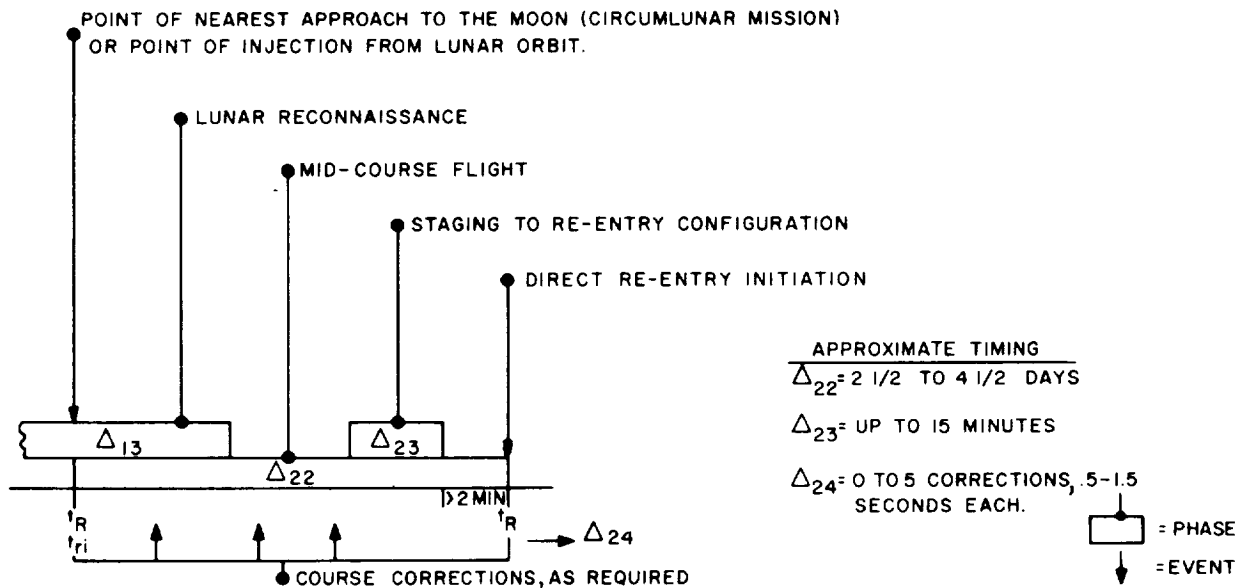 POINT OF NEAREST APPROACH TO THE MOON (CIRCUMLUNAR MISSION)
OR POINT OF INJECTION FROM LUNAR ORBIT.
LUNAR RECONNAISSANCE
MID-COURSE FLIGHT
STAGING TO RE-ENTRY CONFIGURATION
DIRECT RE-ENTRY INITIATION
APPROXIMATE TIMING
Δ22= 2 1/2 TO 4 1/2 DAYS
Δ23= UP TO 15 MINUTES
Δ24= 0 TO 5 CORRECTIONS, .5-1.5
SECONDS EACH.
Δ13
Δ23
Δ22
>2 MIN
tR
tri
tR
Δ24
COURSE CORRECTIONS, AS REQUIRED
= PHASE
= EVENT